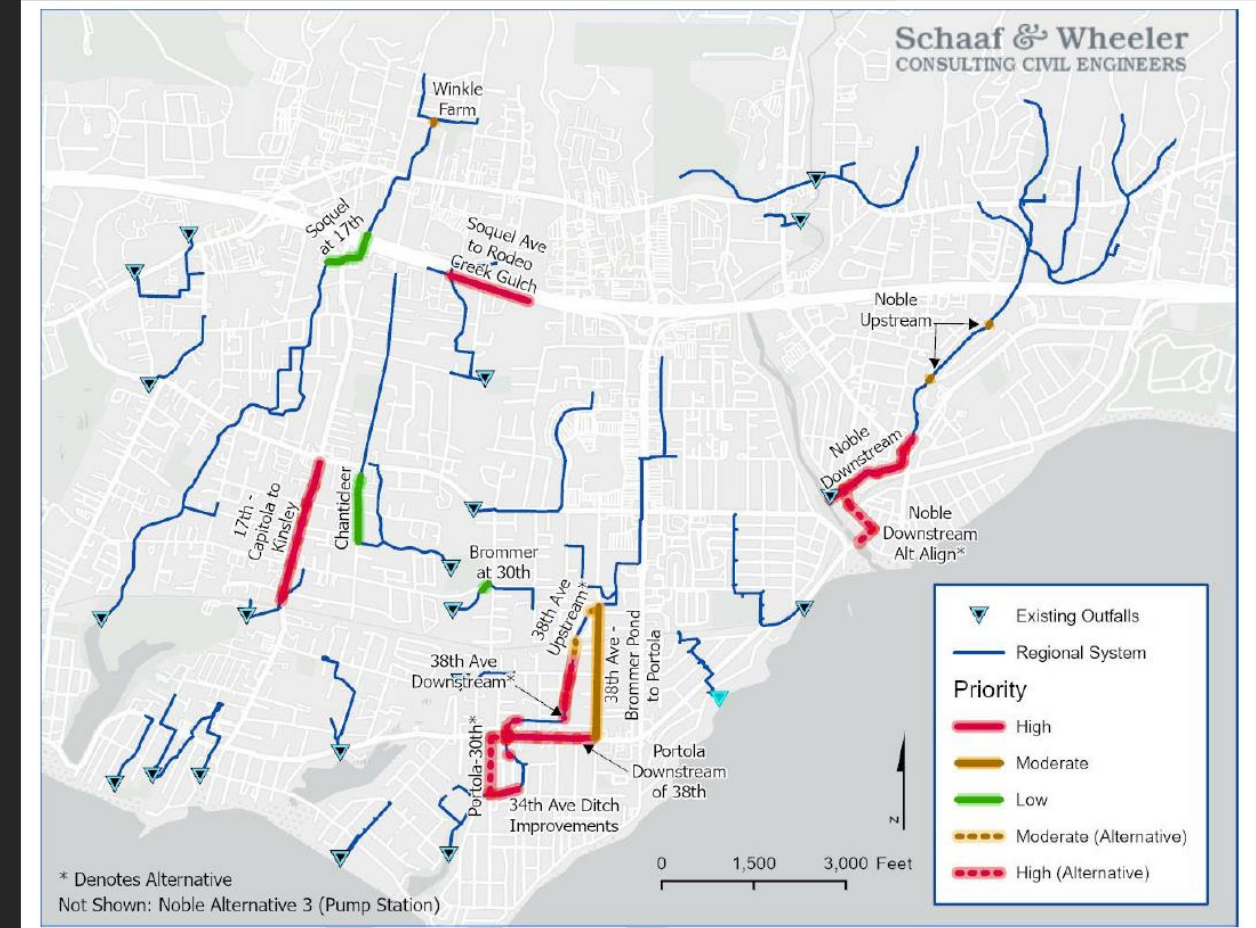 Schaaf & Wheeler
CONSULTING CIVIL ENGINEERS
Winkle
Farm
Soquel
at 17th
Soquel Ave
to Rodeo
Creek Gulch
Noble
Upstream
Noble
Downstream
Noble
Downstream
Alt Align*
17th -
Capitola to
Kinsley
Chanticleer
Brommer
at 30th
38th Ave
Upstream*
38th Ave -
Brommer Pond
to Portola
38th Ave
Downstream*
Portola-30th*
Portola
Downstream
of 38th
34th Ave Ditch
Improvements
Existing Outfalls
Regional System
Priority
High
Moderate
Low
Moderate (Alternative)
High (Alternative)
z
0 1,500 3,000 Feet
* Denotes Alternative
Not Shown: Noble Alternative 3 (Pump Station)